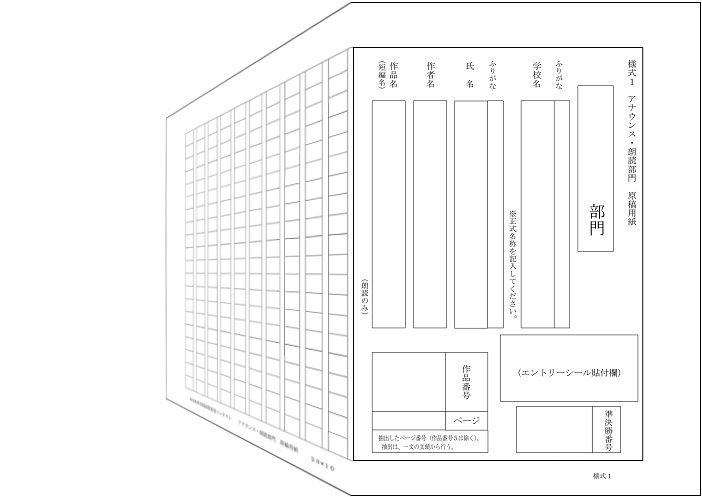 様式１　アナウンス・朗読部門　原稿用紙
部門
ふりがな
学校名
※正式名称を記入してください。
ふりがな
氏　名
作者名
作品名
（短編名）
（朗読のみ）
（エントリーシール貼付欄）
準決勝番号
作品番号
ページ
抽出したページ番号（作品番号５は除く）。
抽出は、一文の文頭から行う。
様式１
アナウンス・朗読部門　原稿用紙
２０＊１０